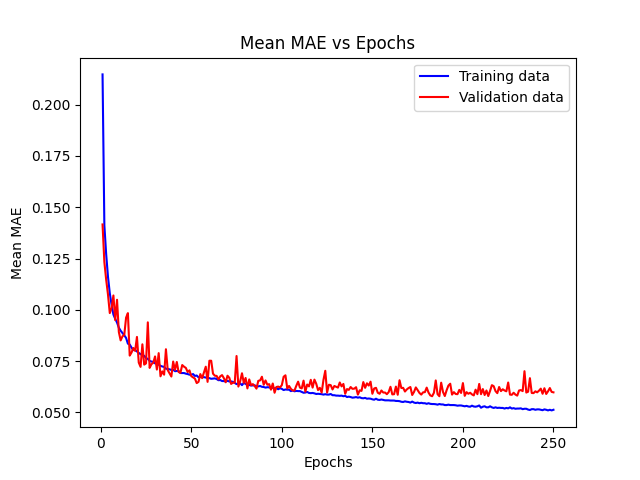 Mean MAE vs Epochs
Training data
Validation data
0.200
0.175
0.150
0.125
0.100
0.075
0.050
Mean MAE
0
50
100
150
200
250
Epochs